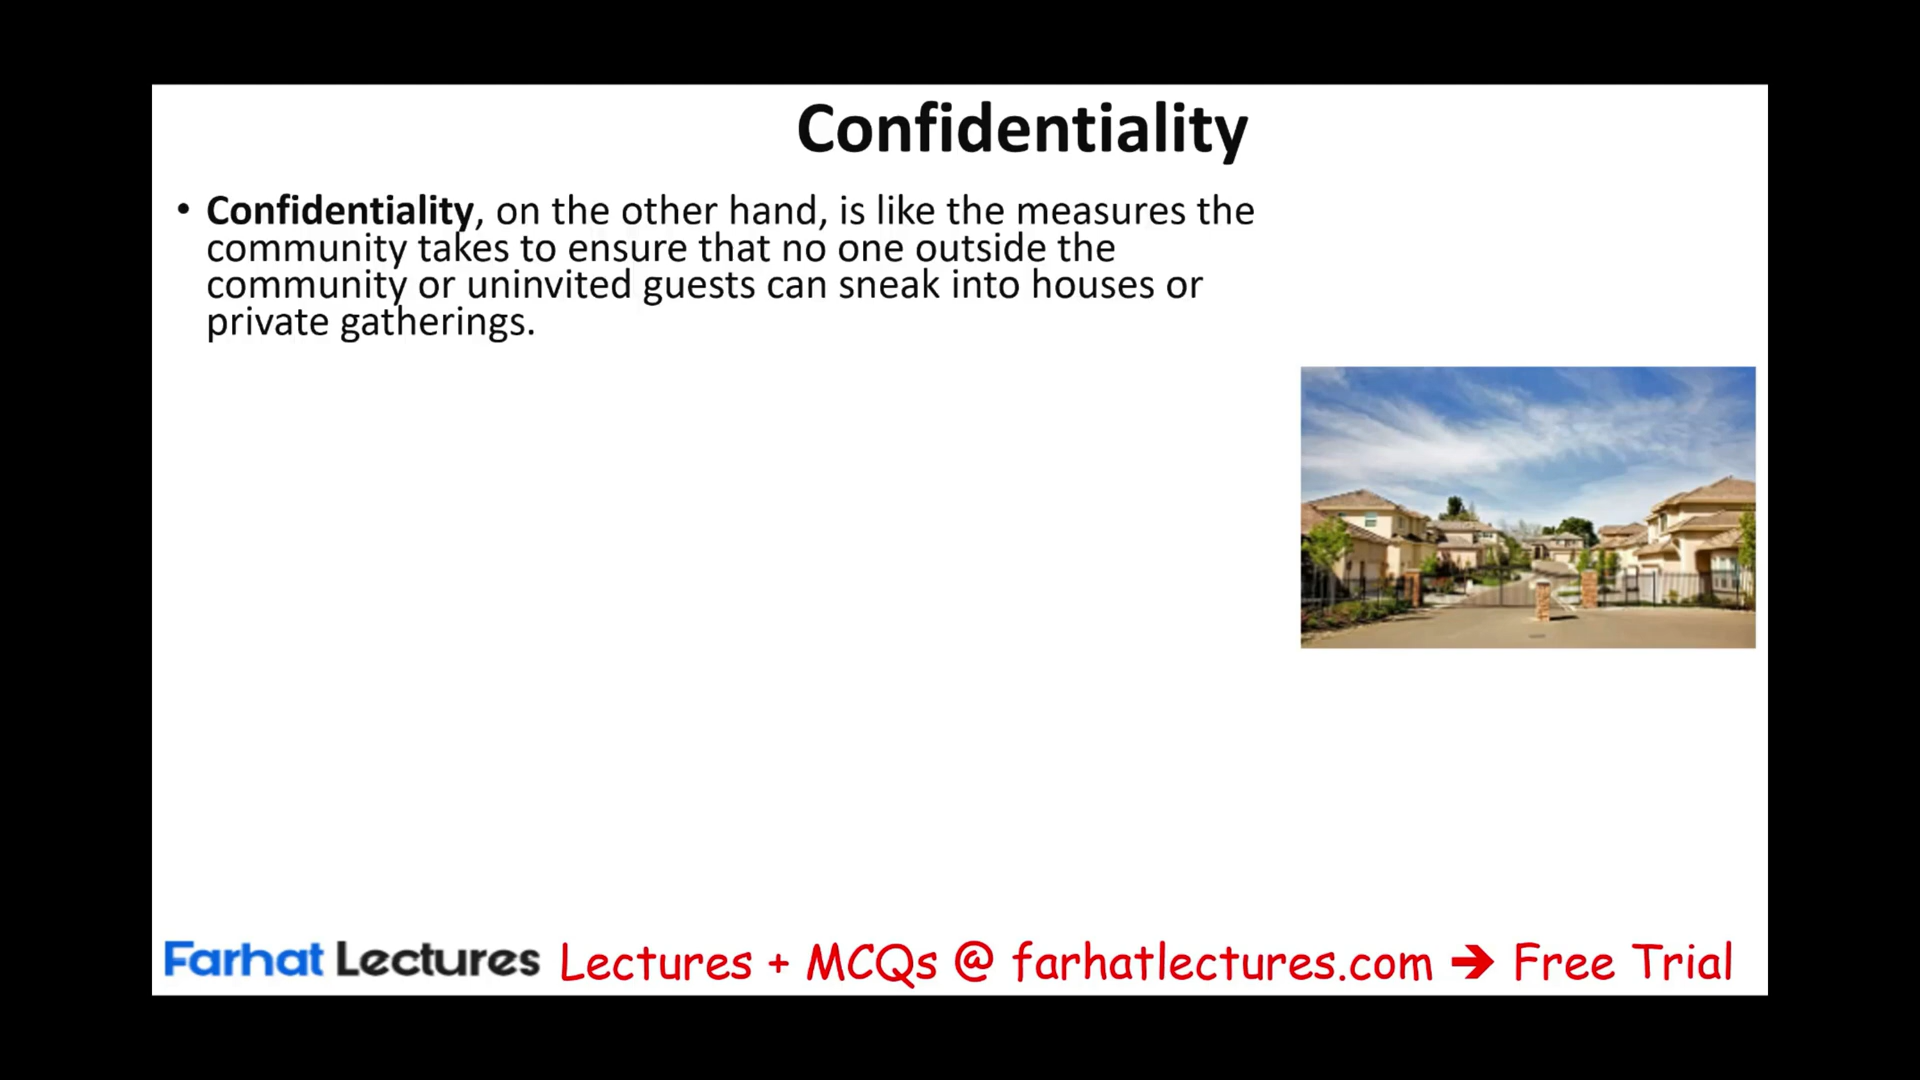 Confidentiality
• Confidentiality, on the other hand, is like the measures the
community takes to ensure that no one outside the
community or uninvited guests can sneak into houses or
private gatherings.
Farhat Lectures Lectures + MCQs @ farhatlectures.com ➔ Free Trial